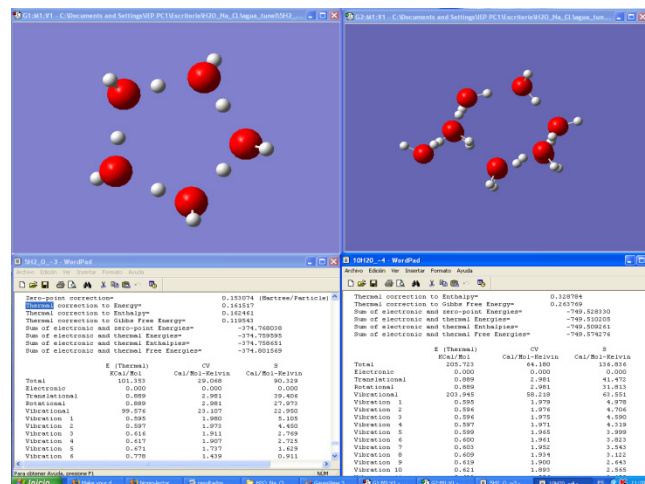 G1:M1:V1 - C:\Documents and Settings\IEP PC1\Escritorio\H2O_Na_CL\agua_tunel\5H2_...
G2:M1:V1 - C:\Documents and Settings\IEP PC1\Escritorio\H2O_Na_CL\agua_tune...
5H2_O_-3 - WordPad
Archivo Edición Ver Insertar Formato Ayuda
Zero-point correction= 0.153074 (Hartree/Particle)
Thermal correction to Energy= 0.161517
Thermal correction to Enthalpy= 0.162461
Thermal correction to Gibbs Free Energy= 0.119543
Sum of electronic and zero-point Energies= -374.768038
Sum of electronic and thermal Energies= -374.759595
Sum of electronic and thermal Enthalpies= -374.758651
Sum of electronic and thermal Free Energies= -374.801569
E (Thermal) CV S
KCal/Mol Cal/Mol-Kelvin Cal/Mol-Kelvin
Total 101.353 29.068 90.329
Electronic 0.000 0.000 0.000
Translational 0.889 2.981 39.406
Rotational 0.889 2.981 27.973
Vibrational 99.576 23.107 22.950
Vibration 1 0.595 1.980 5.105
Vibration 2 0.597 1.973 4.450
Vibration 3 0.616 1.911 2.769
Vibration 4 0.617 1.907 2.725
Vibration 5 0.671 1.737 1.629
Vibration 6 0.778 1.439 0.911
Para obtener Ayuda, presione F1
NUM
10H2O_-4 - WordPad
Archivo Edición Ver Insertar Formato Ayuda
Thermal correction to Enthalpy= 0.328784
Thermal correction to Gibbs Free Energy= 0.263769
Sum of electronic and zero-point Energies= -749.528330
Sum of electronic and thermal Energies= -749.510205
Sum of electronic and thermal Enthalpies= -749.509261
Sum of electronic and thermal Free Energies= -749.574276
E (Thermal) CV S
KCal/Mol Cal/Mol-Kelvin Cal/Mol-Kelvin
Total 205.723 64.180 136.836
Electronic 0.000 0.000 0.000
Translational 0.889 2.981 41.472
Rotational 0.889 2.981 31.813
Vibrational 203.945 58.218 63.551
Vibration 1 0.595 1.979 4.978
Vibration 2 0.596 1.976 4.706
Vibration 3 0.596 1.975 4.590
Vibration 4 0.597 1.971 4.319
Vibration 5 0.599 1.965 3.999
Vibration 6 0.600 1.961 3.823
Vibration 7 0.603 1.952 3.543
Vibration 8 0.609 1.934 3.122
Vibration 9 0.619 1.900 2.643
Vibration 10 0.621 1.893 2.565
Inicio
resultados